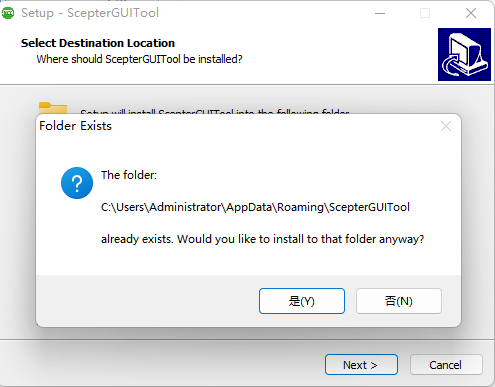 Setup - ScepterGUITool
Select Destination Location
Where should ScepterGUITool be installed?
Setup will install ScepterGUITool into the following folder.
Folder Exists
The folder:
C:\Users\Administrator\AppData\Roaming\ScepterGUITool
already exists. Would you like to install to that folder anyway?
是(Y)
否(N)
Next >
Cancel